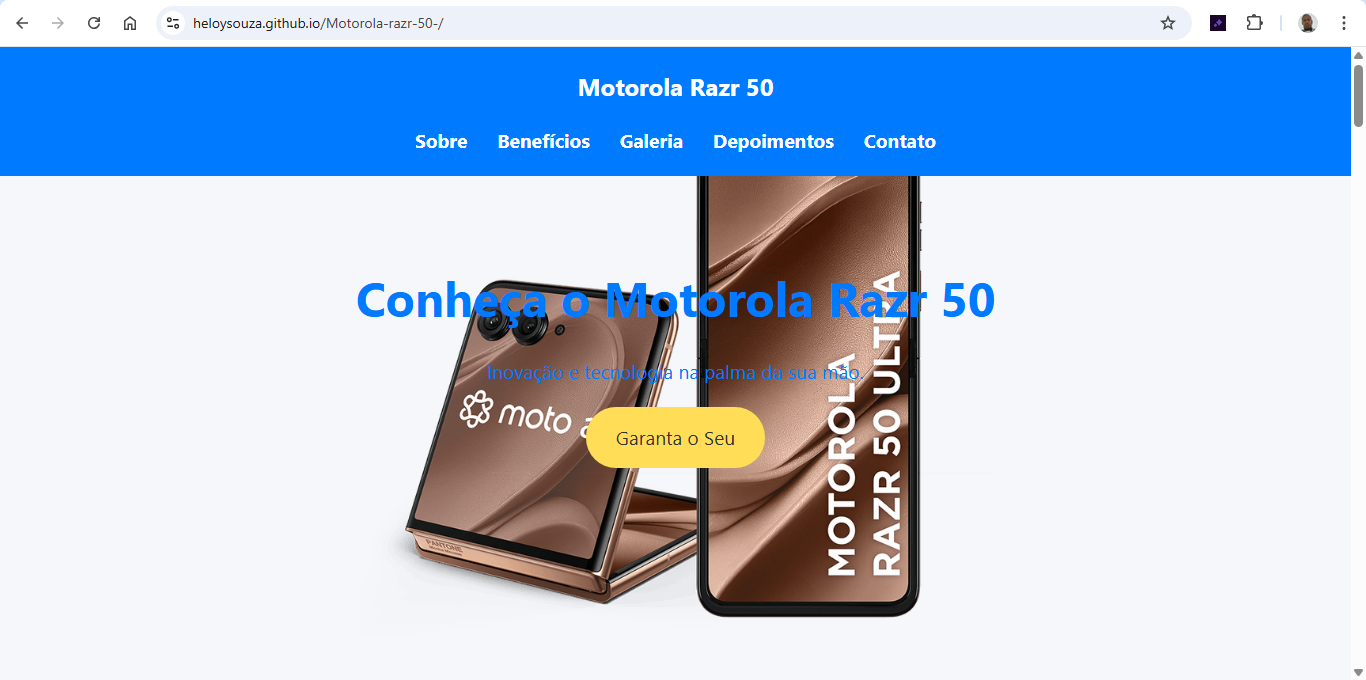 heloysouza.github.io/Motorola-razr-50-/
Motorola Razr 50
Sobre Benefícios Galeria Depoimentos Contato
Conheça o Motorola Razr 50
Inovação e tecnologia na palma da sua mão.
moto
Garanta o Seu
PANTONE
MOTOROLA
RAZR 50 ULTRA